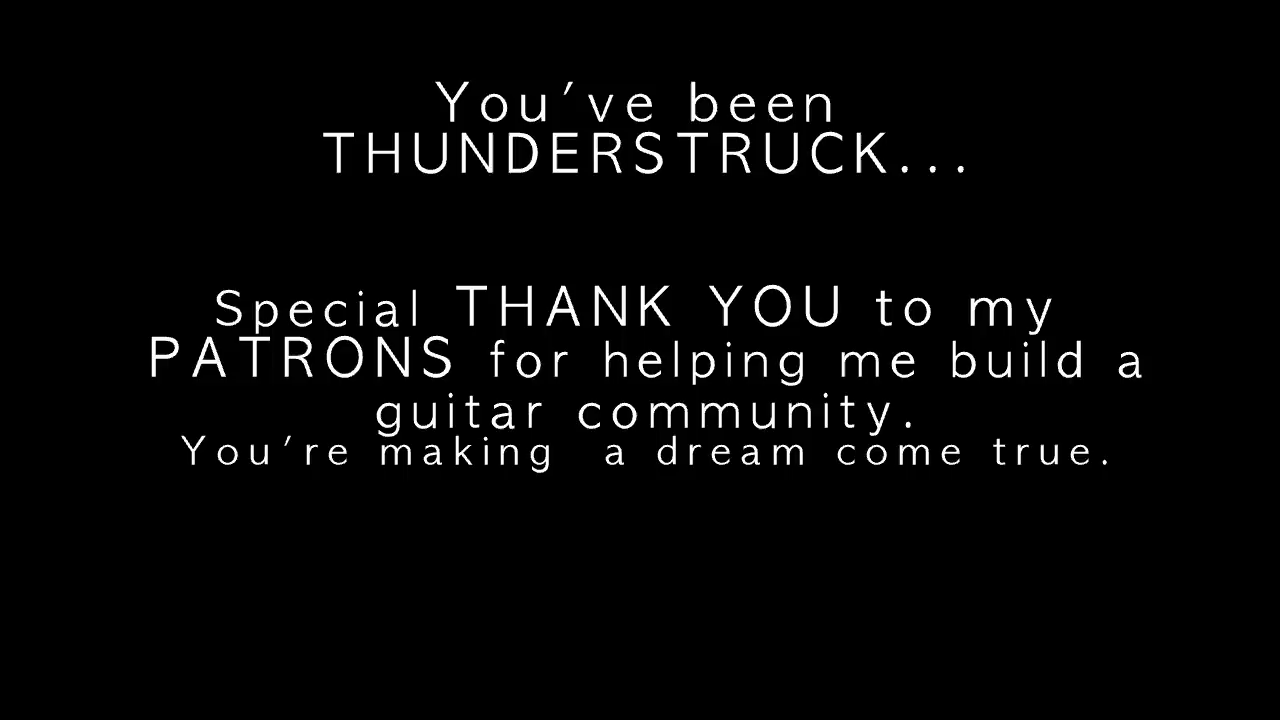 You've been
THUNDERSTRUCK...
Special THANK YOU to my
PATRONS for helping me build a
guitar community.
You're making  a dream come true.